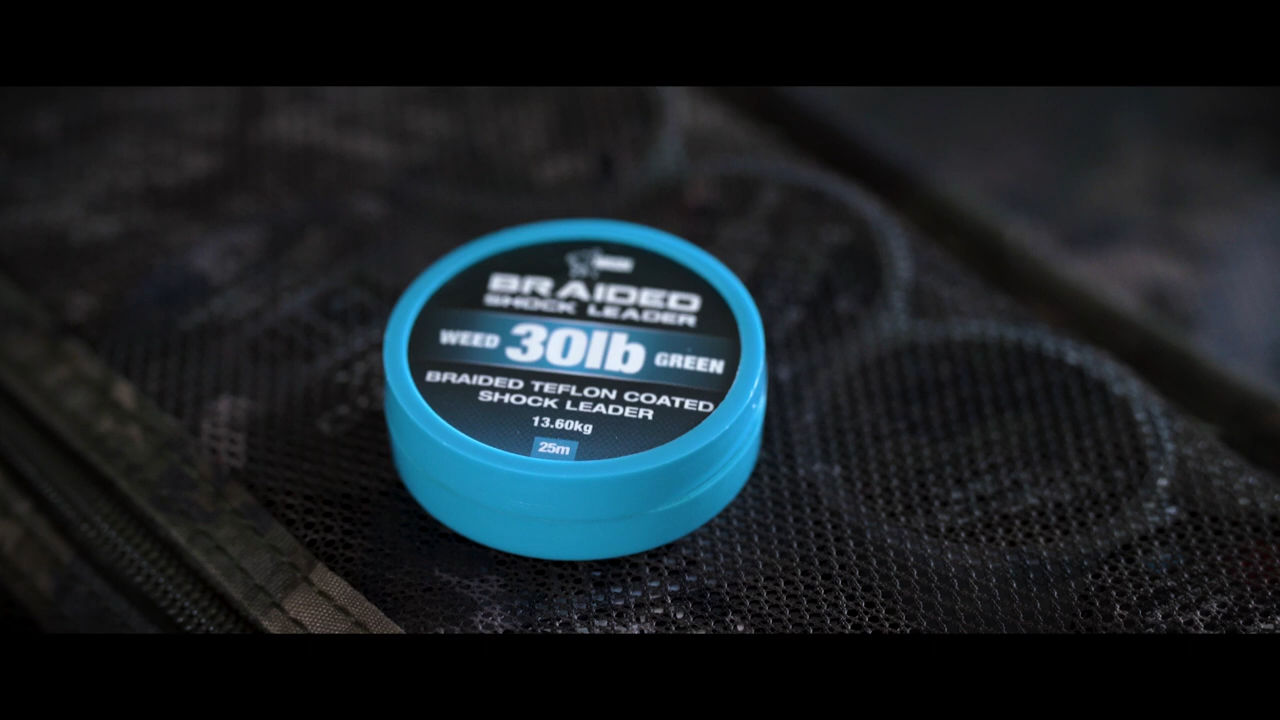 BRAIDED
SHOCK LEADER
WEED 30lb GREEN
BRAIDED TEFLON COATED
SHOCK LEADER
13.60kg
25m